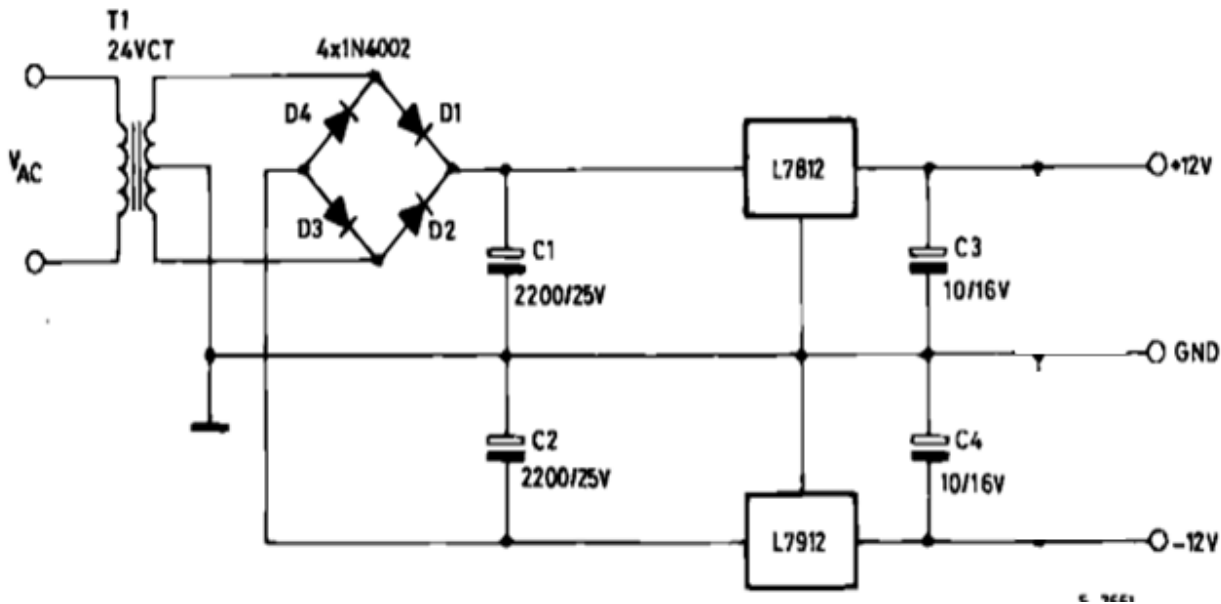 T1
24VCT
4x1N4002
D4
D1
VAC
L7812
+12V
D3
D2
C1
2200/25V
C3
10/16V
GND
C2
2200/25V
C4
10/16V
L7912
-12V